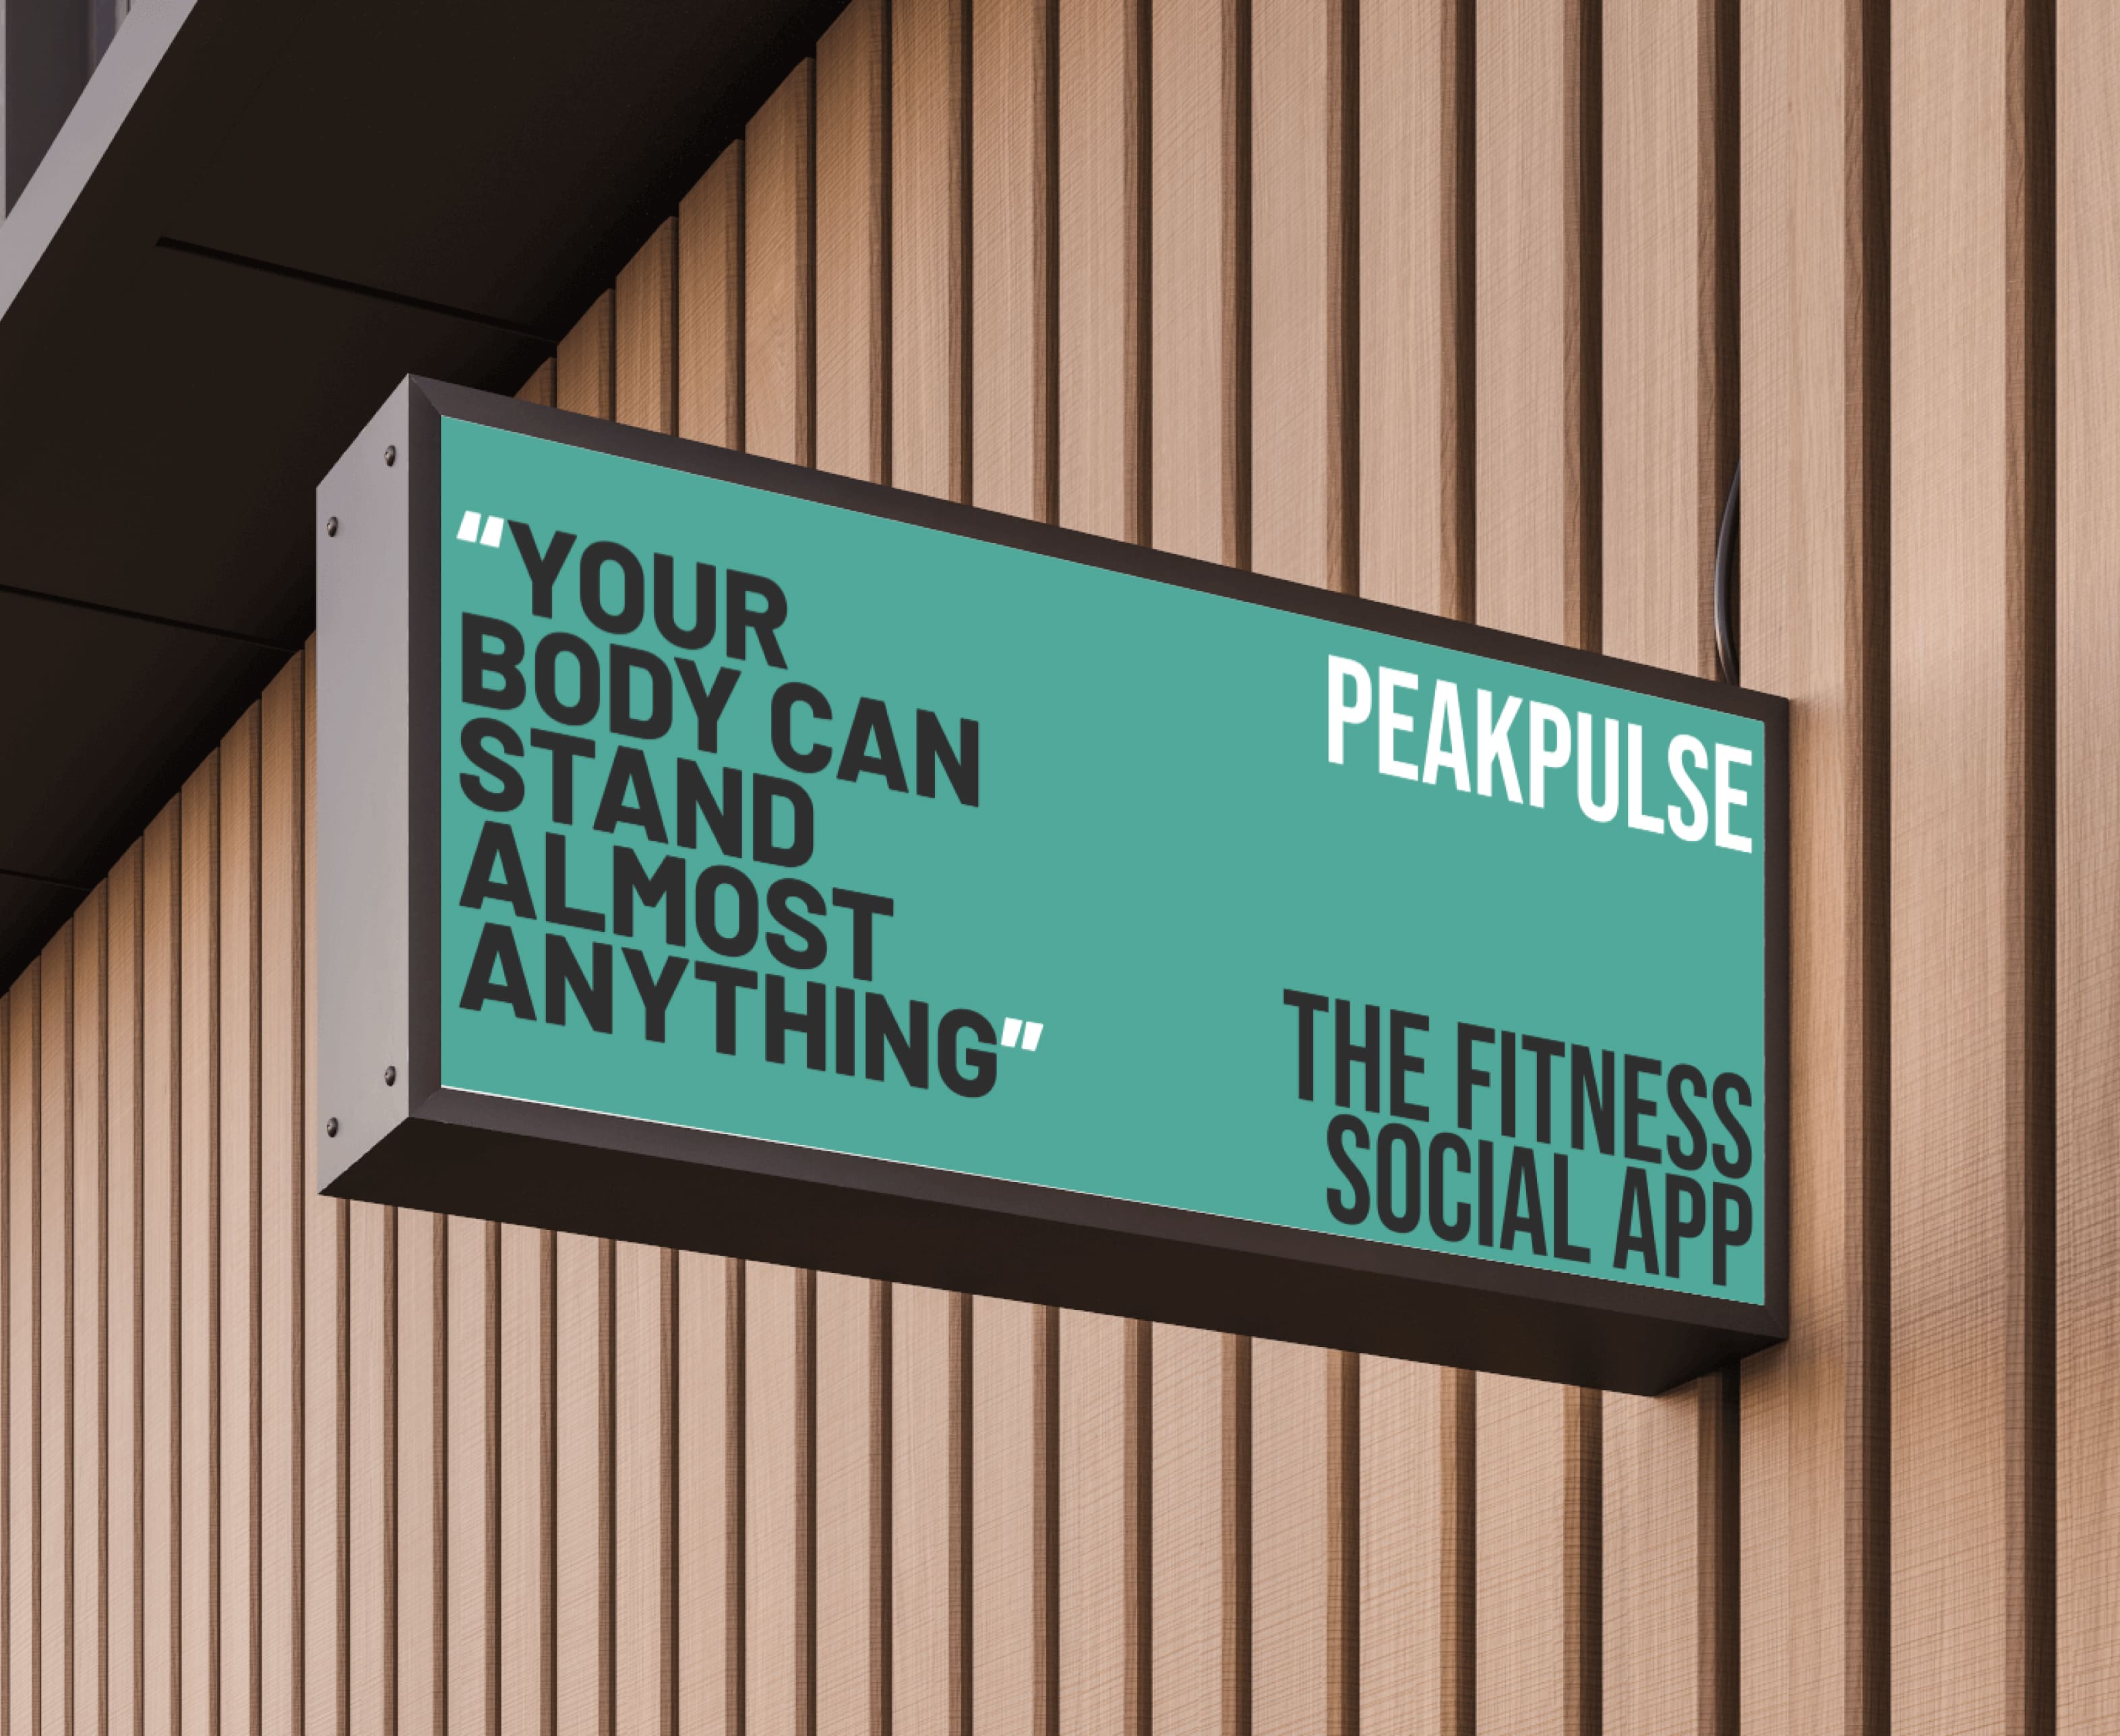 “YOUR
BODY CAN
STAND
ALMOST
ANYTHING”
PEAKPULSE
THE FITNESS
SOCIAL APP